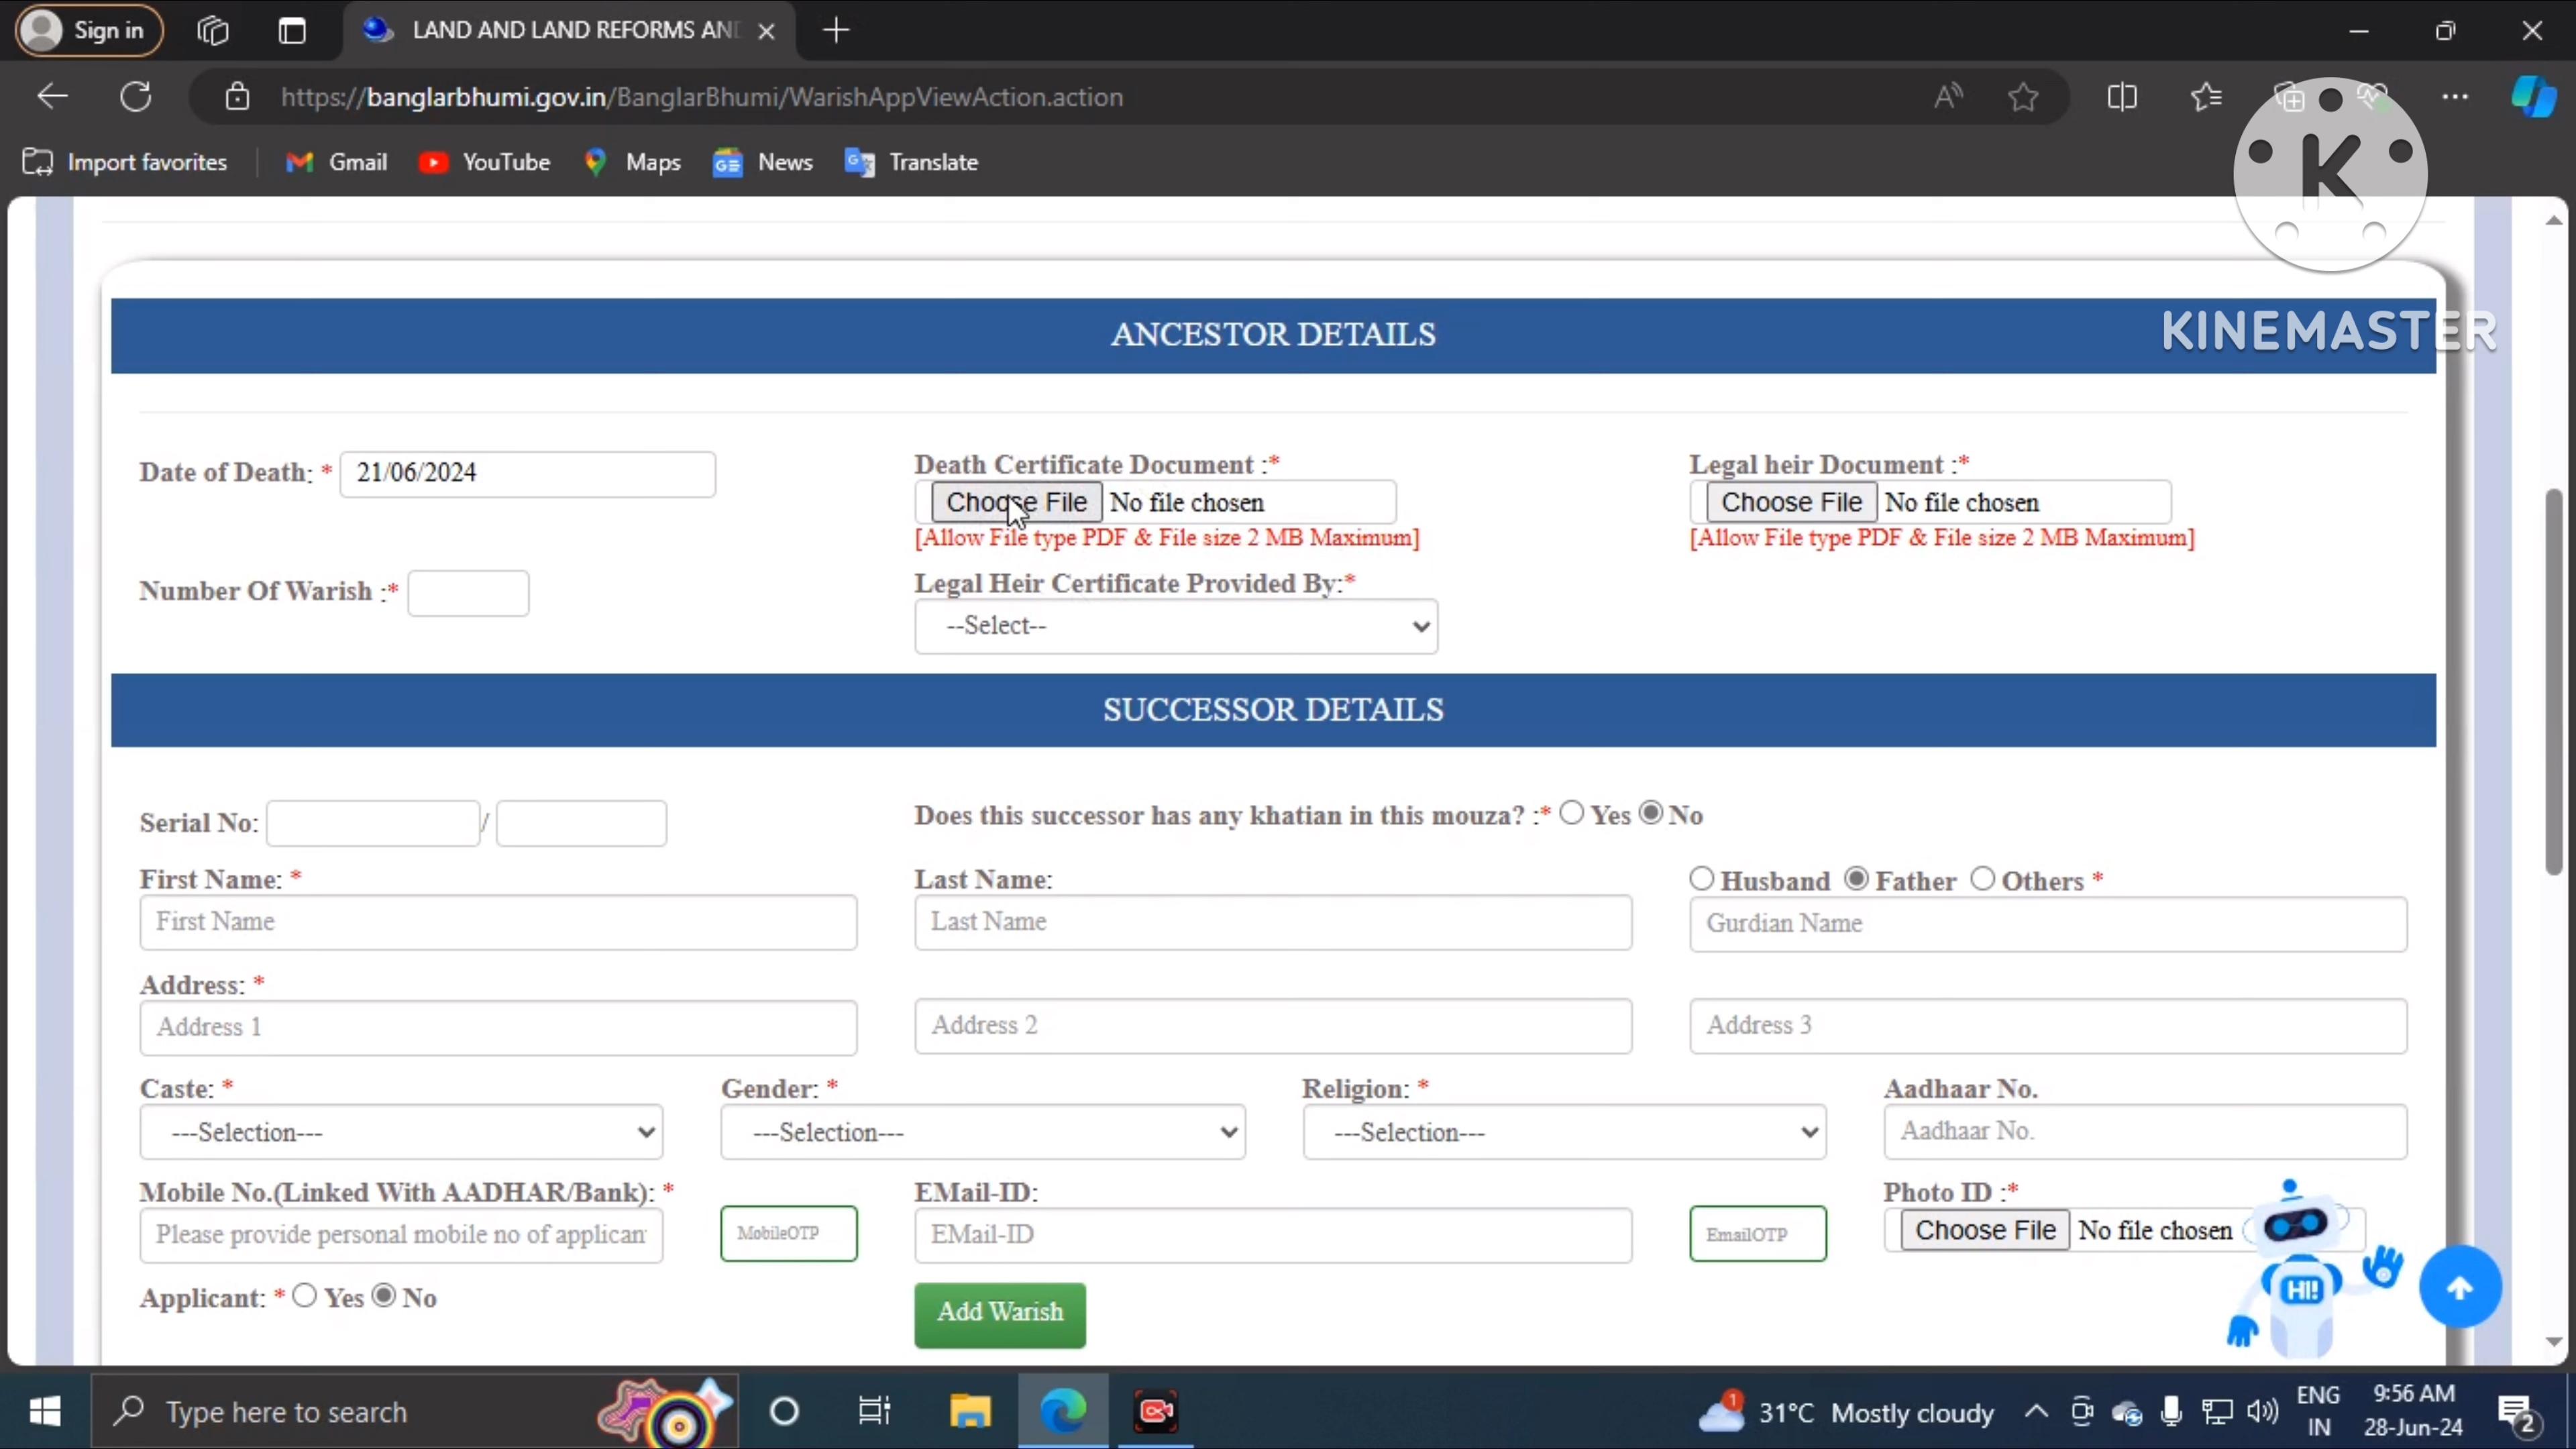 Sign in
LAND AND LAND REFORMS AND
https://banglarbhumi.gov.in/BanglarBhumi/WarishAppViewAction.action
Import favorites
Gmail
YouTube
Maps
News
Translate
K
KINEMASTER
ANCESTOR DETAILS
Date of Death: * 21/06/2024
Death Certificate Document :*
Choose File No file chosen
[Allow File type PDF & File size 2 MB Maximum]
Legal heir Document :*
Choose File No file chosen
[Allow File type PDF & File size 2 MB Maximum]
Number Of Warish :*
Legal Heir Certificate Provided By:*
--Select--
SUCCESSOR DETAILS
Serial No: /
Does this successor has any khatian in this mouza? :* Yes No
First Name: *
First Name
Last Name:
Last Name
Husband Father Others *
Gurdian Name
Address: *
Address 1
Address 2
Address 3
Caste: *
---Selection---
Gender: *
---Selection---
Religion: *
---Selection---
Aadhaar No.
Aadhaar No.
Mobile No.(Linked With AADHAR/Bank): *
Please provide personal mobile no of applican
MobileOTP
EMail-ID:
EMail-ID
EmailOTP
Photo ID :*
Choose File No file chosen
HI!
Applicant: * Yes No
Add Warish
Type here to search
1
31°C Mostly cloudy
ENG
IN
9:56 AM
28-Jun-24
2